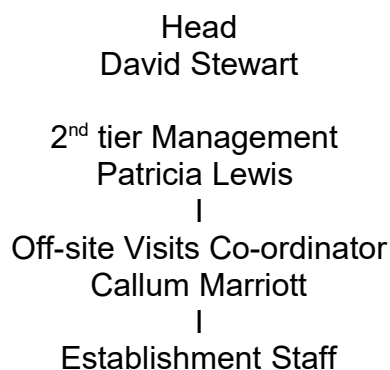 Head
David Stewart
2nd tier Management
Patricia Lewis
I
Off-site Visits Co-ordinator
Callum Marriott
I
Establishment Staff